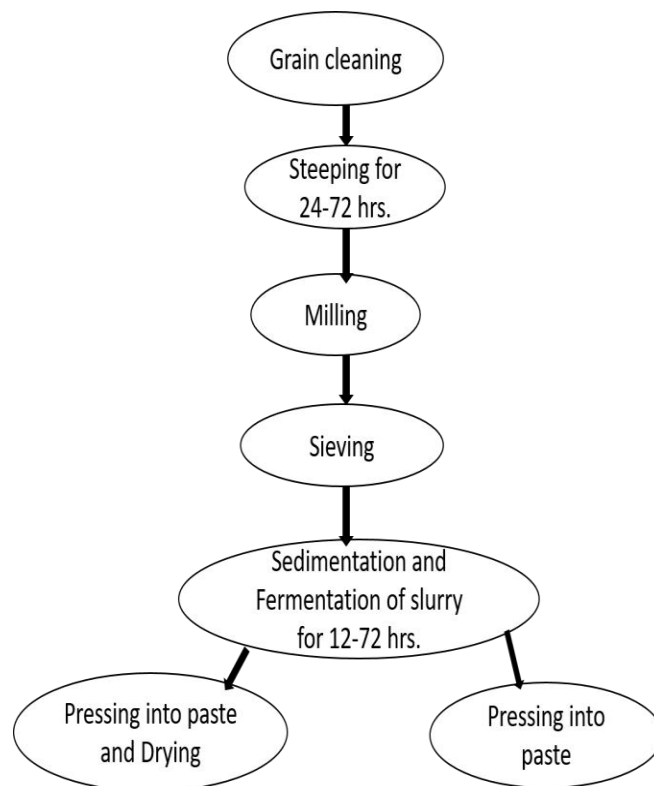 Grain cleaning
Steeping for
24-72 hrs.
Milling
Sieving
Sedimentation and
Fermentation of slurry
for 12-72 hrs.
Pressing into paste
and Drying
Pressing into
paste